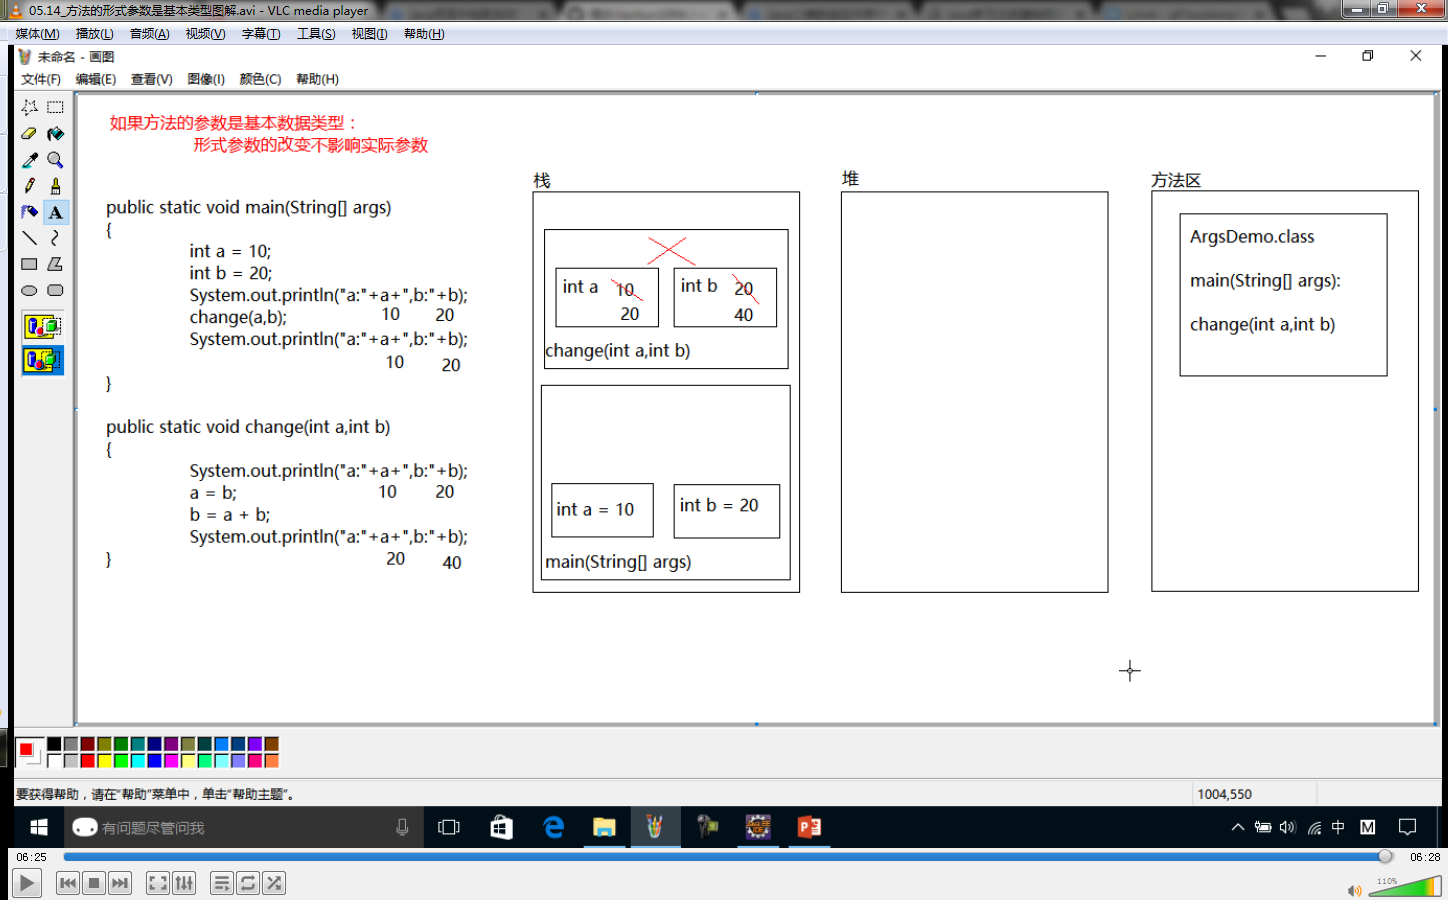 05.14_方法的形式参数是基本类型图解.avi - VLC media player
媒体(M) 播放(L) 音频(A) 视频(V) 字幕(T) 工具(S) 视图(I) 帮助(H)
未命名 - 画图
文件(F) 编辑(E) 查看(V) 图像(I) 颜色(C) 帮助(H)
如果方法的参数是基本数据类型：
形式参数的改变不影响实际参数
public static void main(String[] args)
{
int a = 10;
int b = 20;
System.out.println("a:"+a+",b:"+b);
change(a,b); 10 20
System.out.println("a:"+a+",b:"+b);
10 20
}
public static void change(int a,int b)
{
System.out.println("a:"+a+",b:"+b);
a = b; 10 20
b = a + b;
System.out.println("a:"+a+",b:"+b);
} 20 40
栈
int a 10
20
int b 20
40
change(int a,int b)
int a = 10
int b = 20
main(String[] args)
堆
方法区
ArgsDemo.class
main(String[] args):
change(int a,int b)
要获得帮助，请在“帮助”菜单中，单击“帮助主题”。
1004,550
有问题尽管问我
中 M
06:25
06:28
110%